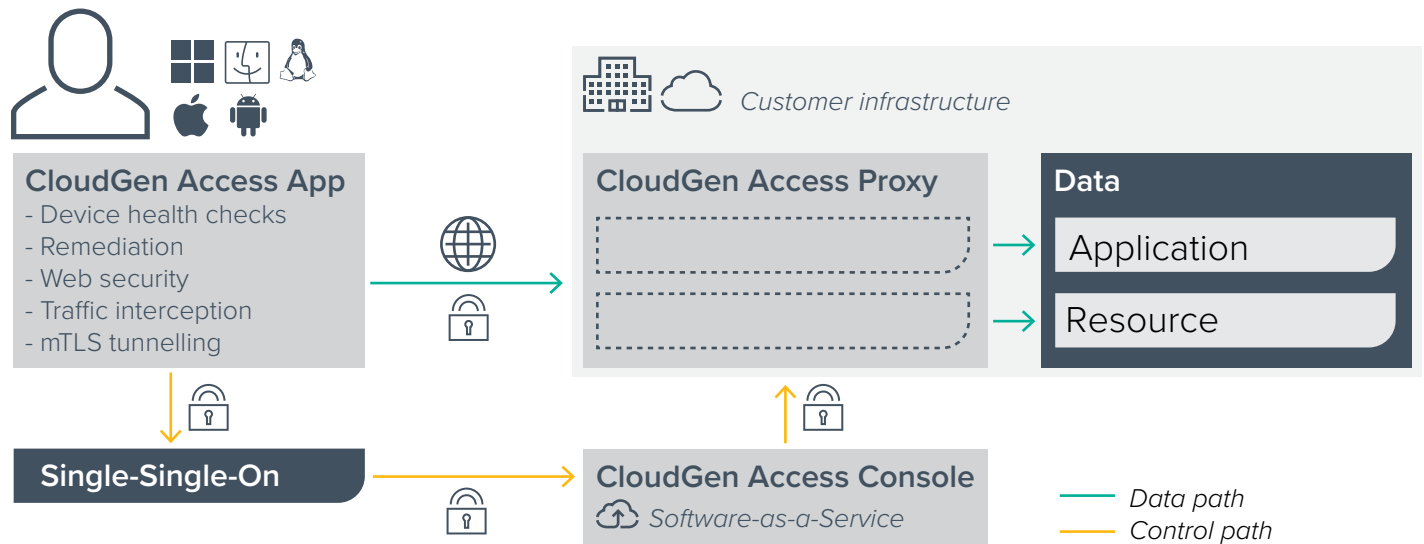 Customer infrastructure
CloudGen Access App
- Device health checks
- Remediation
- Web security
- Traffic interception
- mTLS tunnelling
CloudGen Access Proxy
Data
Application
Resource
Single-Single-On
CloudGen Access Console
Software-as-a-Service
Data path
Control path